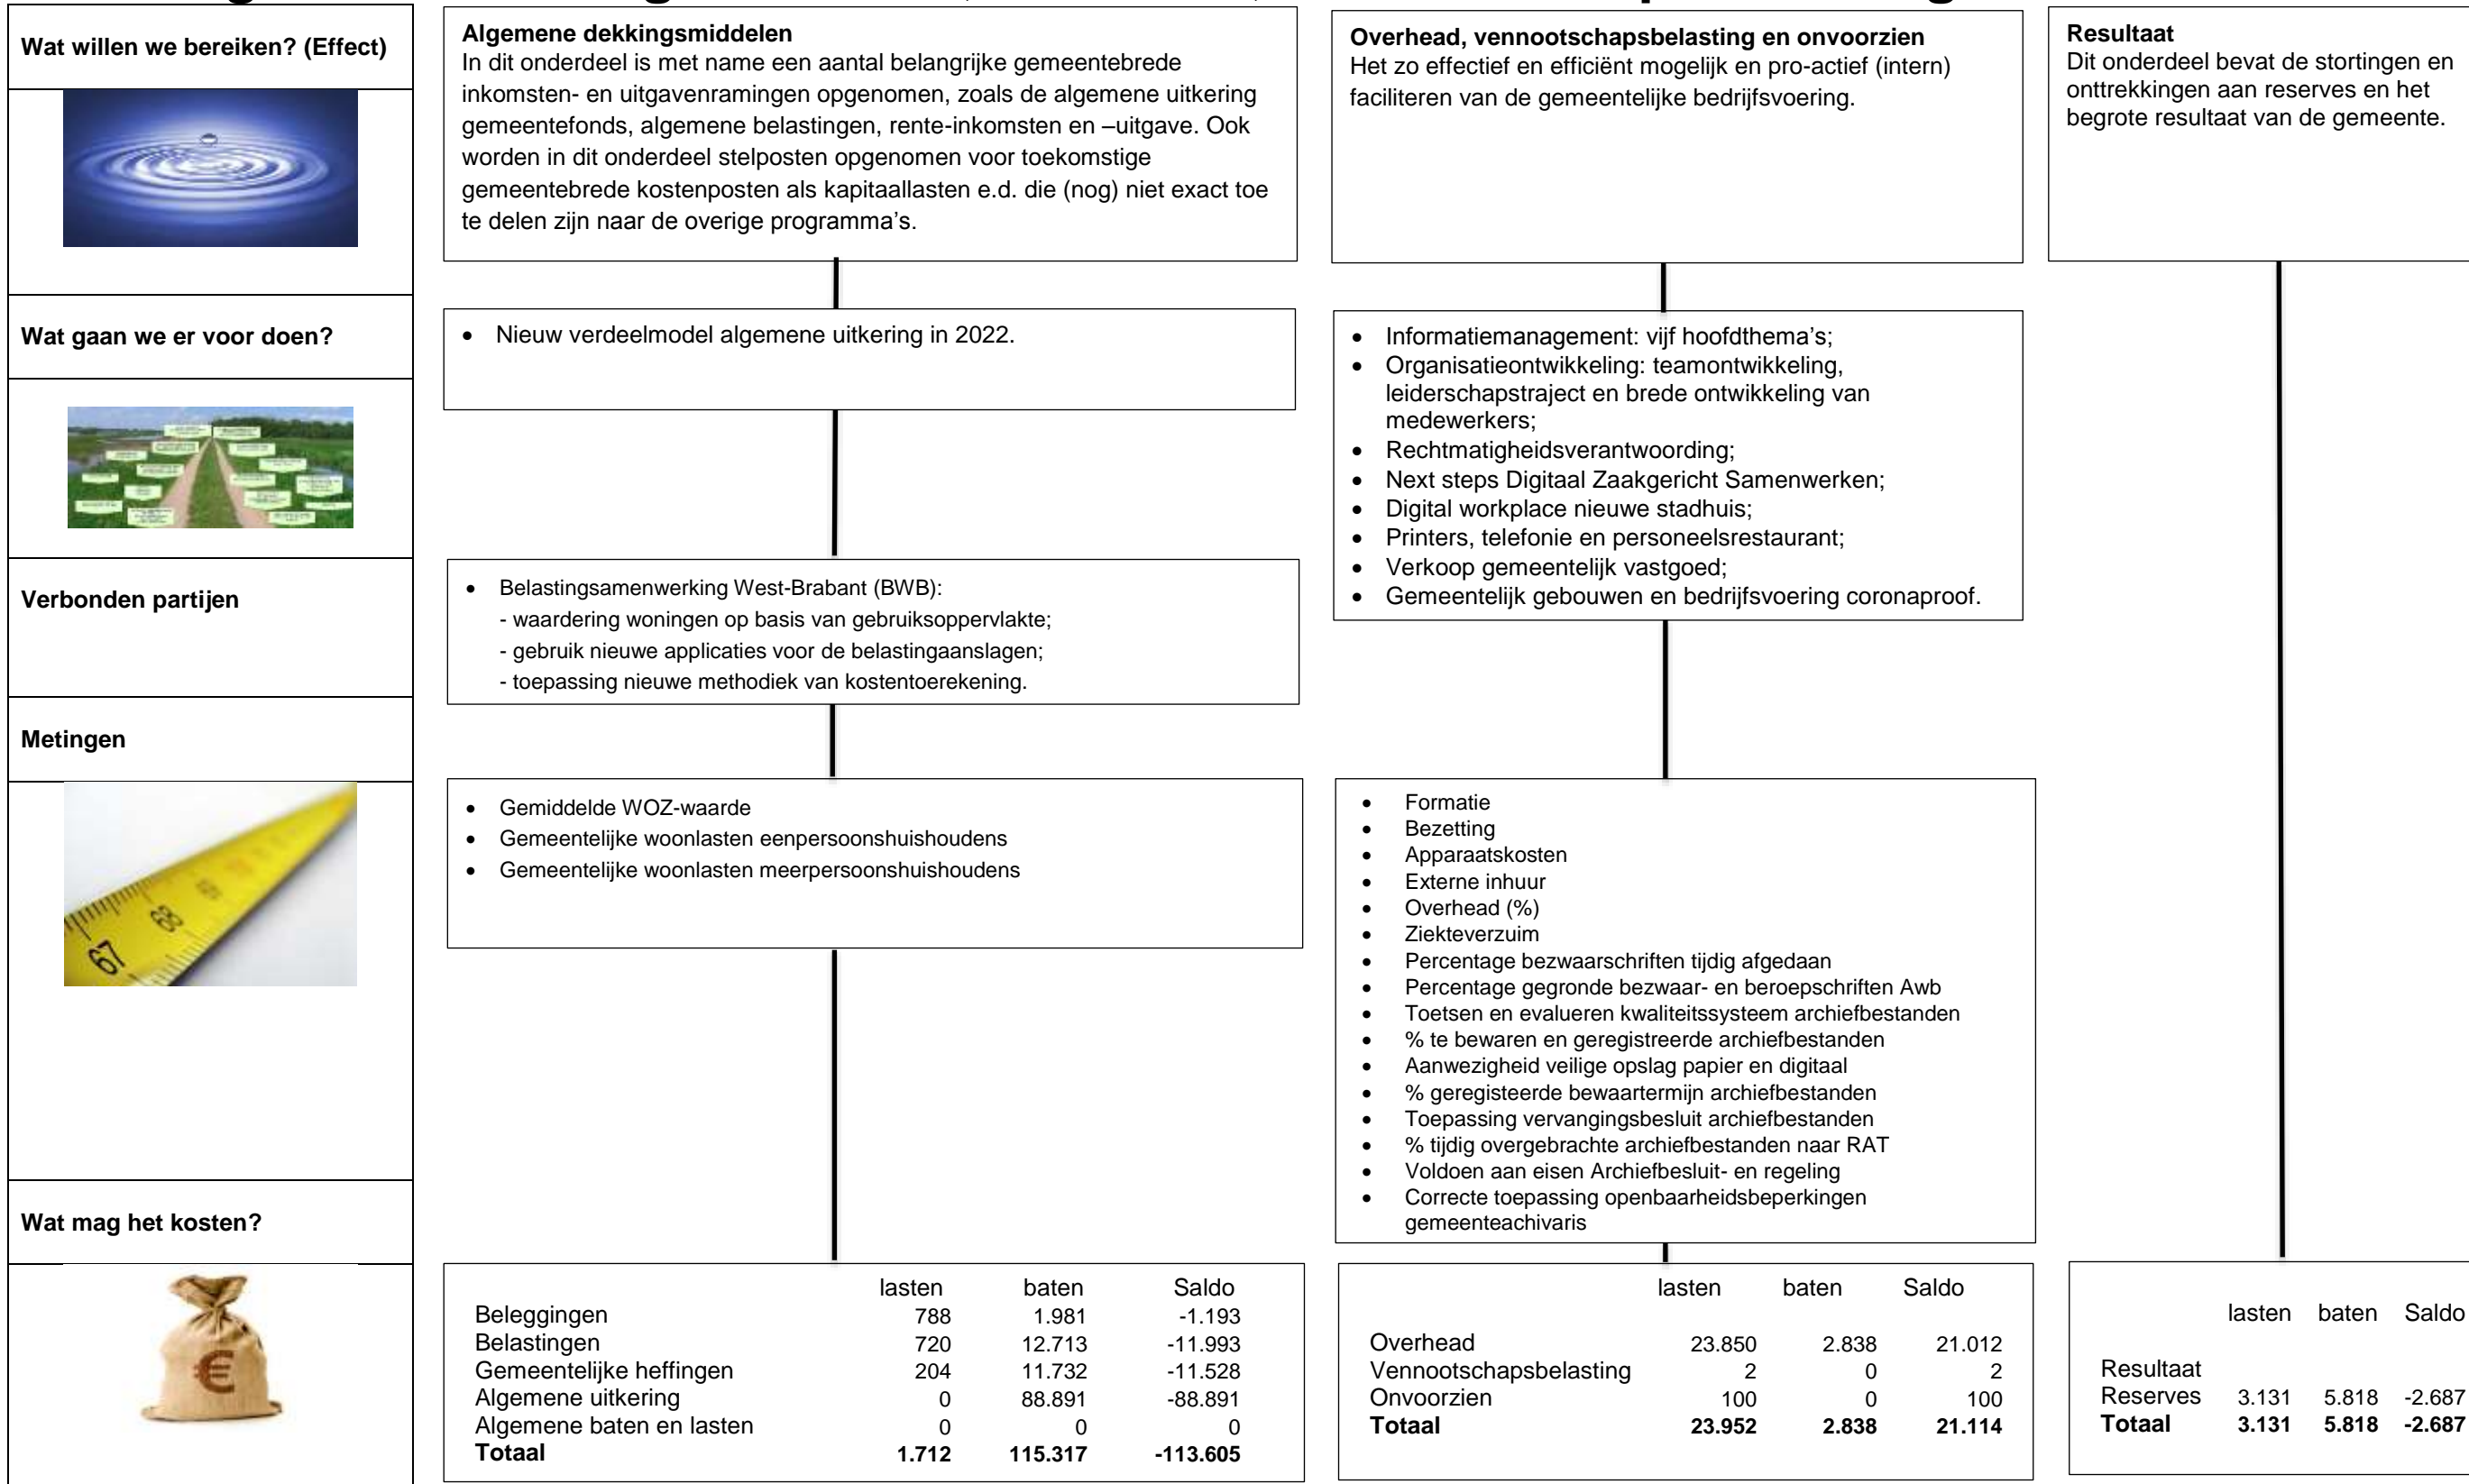 Wat willen we bereiken? (Effect)
Algemene dekkingsmiddelen
In dit onderdeel is met name een aantal belangrijke gemeentebrede
inkomsten- en uitgavenramingen opgenomen, zoals de algemene uitkering
gemeentefonds, algemene belastingen, rente-inkomsten en –uitgave. Ook
worden in dit onderdeel stelposten opgenomen voor toekomstige
gemeentebrede kostenposten als kapitaallasten e.d. die (nog) niet exact toe
te delen zijn naar de overige programma's.
Overhead, vennootschapsbelasting en onvoorzien
Het zo effectief en efficiënt mogelijk en pro-actief (intern)
faciliteren van de gemeentelijke bedrijfsvoering.
Resultaat
Dit onderdeel bevat de stortingen en
onttrekkingen aan reserves en het
begrote resultaat van de gemeente.
Wat gaan we er voor doen?
• Nieuw verdeelmodel algemene uitkering in 2022.
• Informatiemanagement: vijf hoofdthema's;
• Organisatieontwikkeling: teamontwikkeling,
leiderschapstraject en brede ontwikkeling van
medewerkers;
• Rechtmatigheidsverantwoording;
• Next steps Digitaal Zaakgericht Samenwerken;
• Digital workplace nieuwe stadhuis;
• Printers, telefonie en personeelsrestaurant;
• Verkoop gemeentelijk vastgoed;
• Gemeentelijk gebouwen en bedrijfsvoering coronaproof.
Verbonden partijen
• Belastingsamenwerking West-Brabant (BWB):
- waardering woningen op basis van gebruiksoppervlakte;
- gebruik nieuwe applicaties voor de belastingaanslagen;
- toepassing nieuwe methodiek van kostentoerekening.
Metingen
67
68
• Gemiddelde WOZ-waarde
• Gemeentelijke woonlasten eenpersoonshuishoudens
• Gemeentelijke woonlasten meerpersoonshuishoudens
• Formatie
• Bezetting
• Apparaatskosten
• Externe inhuur
• Overhead (%)
• Ziekteverzuim
• Percentage bezwaarschriften tijdig afgedaan
• Percentage gegronde bezwaar- en beroepschriften Awb
• Toetsen en evalueren kwaliteitssysteem archiefbestanden
• % te bewaren en geregistreerde archiefbestanden
• Aanwezigheid veilige opslag papier en digitaal
• % geregisteerde bewaartermijn archiefbestanden
• Toepassing vervangingsbesluit archiefbestanden
• % tijdig overgebrachte archiefbestanden naar RAT
• Voldoen aan eisen Archiefbesluit- en regeling
• Correcte toepassing openbaarheidsbeperkingen
gemeenteachivaris
Wat mag het kosten?
€
lasten baten Saldo
Beleggingen 788 1.981 -1.193
Belastingen 720 12.713 -11.993
Gemeentelijke heffingen 204 11.732 -11.528
Algemene uitkering 0 88.891 -88.891
Algemene baten en lasten 0 0 0
Totaal 1.712 115.317 -113.605
lasten baten Saldo
Overhead 23.850 2.838 21.012
Vennootschapsbelasting 2 0 2
Onvoorzien 100 0 100
Totaal 23.952 2.838 21.114
lasten baten Saldo
Resultaat
Reserves 3.131 5.818 -2.687
Totaal 3.131 5.818 -2.687